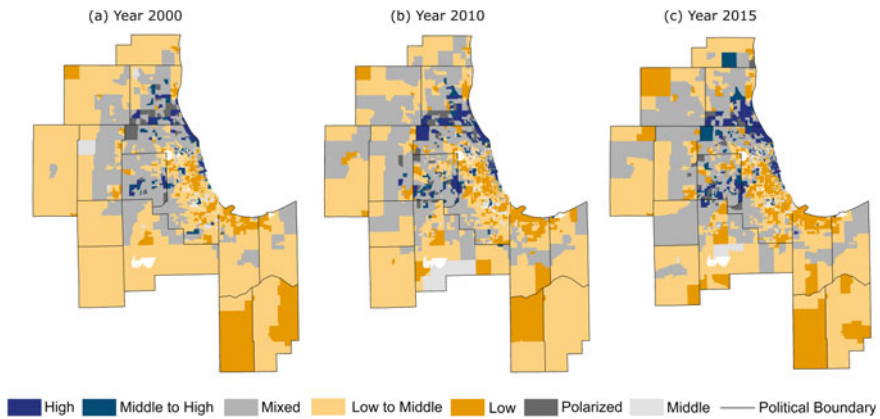 (a) Year 2000 (b) Year 2010 (c) Year 2015
High Middle to High Mixed Low to Middle Low Polarized Middle Political Boundary